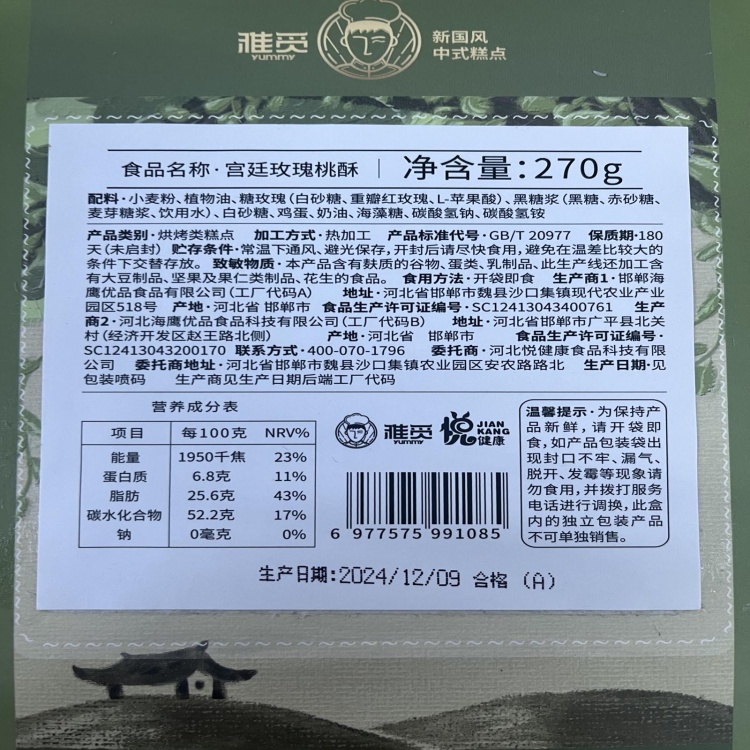 雅觅
YUMMY
新国风
中式糕点
食品名称·宫廷玫瑰桃酥 | 净含量:270g
配料·小麦粉、植物油、糖玫瑰(白砂糖、重瓣红玫瑰、L-苹果酸)、黑糖浆(黑糖、赤砂糖、
麦芽糖浆、饮用水)、白砂糖、鸡蛋、奶油、海藻糖、碳酸氢钠、碳酸氢铵
产品类别·烘烤类糕点 加工方式·热加工 产品标准代号·GB/T 20977 保质期·180
天(未启封) 贮存条件·常温下通风、避光保存,开封后请尽快食用,避免在温差比较大的
条件下交替存放。 致敏物质·本产品含有麸质的谷物、蛋类、乳制品,此生产线还加工含
有大豆制品、坚果及果仁类制品、花生的食品。 食用方法·开袋即食 生产商1·邯郸海
鹰优品食品有限公司(工厂代码A) 地址·河北省邯郸市魏县沙口集镇现代农业产业
园区518号 产地·河北省 邯郸市 食品生产许可证编号·SC12413043400761 生产
商2·河北海鹰优品食品科技有限公司(工厂代码B) 地址·河北省邯郸市广平县北关
村(经济开发区赵王路北侧) 产地·河北省 邯郸市 食品生产许可证编号·
SC12413043200170 联系方式·400-070-1796 委托商·河北悦健康食品科技有限
公司 委托商地址·河北省邯郸市魏县沙口集镇农业园区安农路路北 生产日期·见
包装喷码 生产商见生产日期后端工厂代码
营养成分表
项目 每100克 NRV%
能量 1950千焦 23%
蛋白质 6.8克 11%
脂肪 25.6克 43%
碳水化合物 52.2克 17%
钠 0毫克 0%
雅觅
YUMMY
悦
JIAN
KANG
健康
6 977575 991085
温馨提示·为保持产
品新鲜,请开袋即
食,如产品包装袋出
现封口不牢、漏气、
脱开、发霉等现象请
勿食用,并拨打服务
电话进行调换,此盒
内的独立包装产品
不可单独销售。
生产日期:2024/12/09 合格 (A)